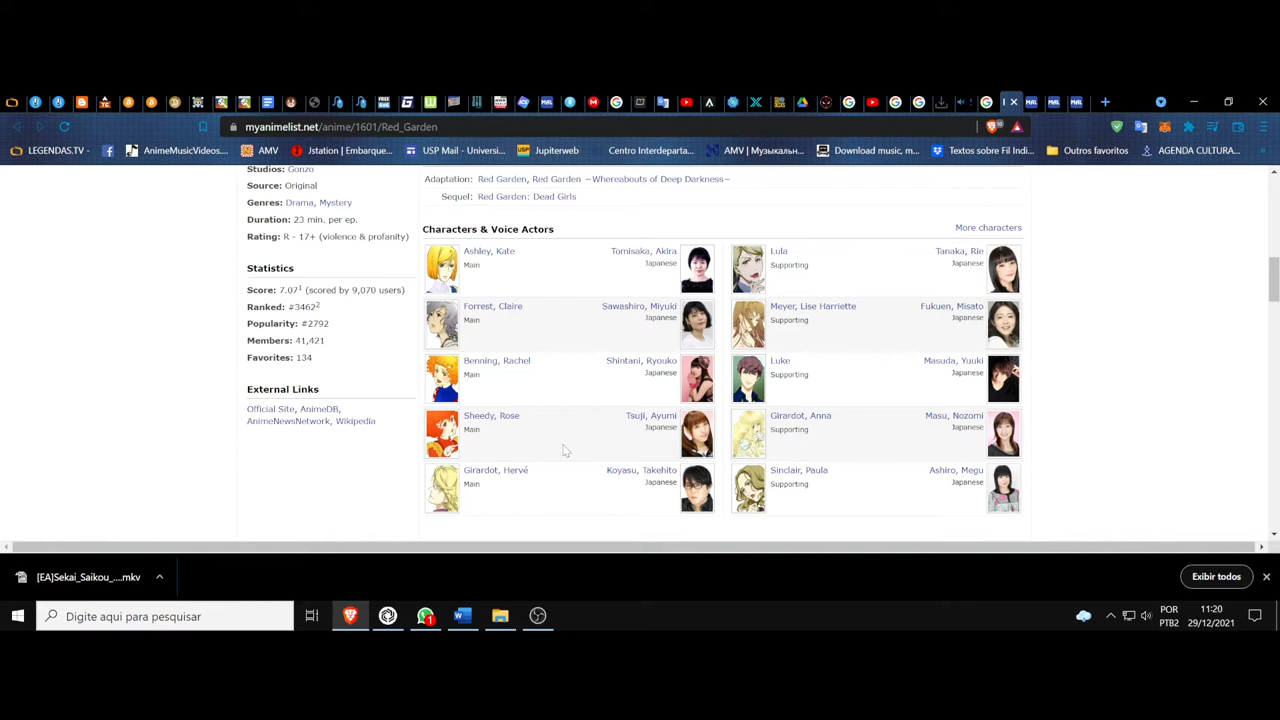 myanimelist.net/anime/1601/Red_Garden
LEGENDAS.TV - AnimeMusicVideos... AMV Jstation | Embarque... USP Mail - Universi... Jupiterweb Centro Interdeparta... AMV | Музыкальн... Download music, m... Textos sobre Fil Indi... Outros favoritos AGENDA CULTURA...
Studios: Gonzo
Source: Original
Genres: Drama, Mystery
Duration: 23 min. per ep.
Rating: R - 17+ (violence & profanity)
Statistics
Score: 7.07¹ (scored by 9,070 users)
Ranked: #3462²
Popularity: #2792
Members: 41,421
Favorites: 134
External Links
Official Site, AnimeDB,
AnimeNewsNetwork, Wikipedia
Adaptation: Red Garden, Red Garden ~Whereabouts of Deep Darkness~
Sequel: Red Garden: Dead Girls
Characters & Voice Actors More characters
Ashley, Kate Tomisaka, Akira
Main Japanese
Forrest, Claire Sawashiro, Miyuki
Main Japanese
Benning, Rachel Shintani, Ryouko
Main Japanese
Sheedy, Rose Tsuji, Ayumi
Main Japanese
Girardot, Hervé Koyasu, Takehito
Main Japanese
Lula Tanaka, Rie
Supporting Japanese
Meyer, Lise Harriette Fukuen, Misato
Supporting Japanese
Luke Masuda, Yuuki
Supporting Japanese
Girardot, Anna Masu, Nozomi
Supporting Japanese
Sinclair, Paula Ashiro, Megu
Supporting Japanese
[EA]Sekai_Saikou_....mkv Exibir todos
Digite aqui para pesquisar
POR 11:20
PTB2 29/12/2021